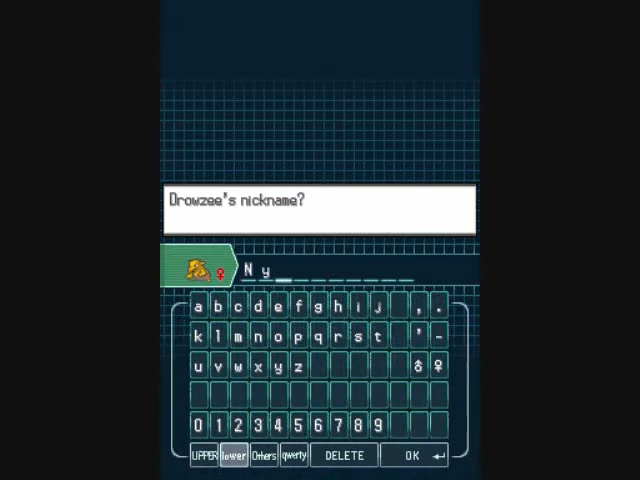 Drowzee's nickname?
♀ N y
a b c d e f g h i j , .
k l m n o p q r s t ' -
u v w x y z ♂ ♀
0 1 2 3 4 5 6 7 8 9
UPPER lower Others qwerty DELETE OK